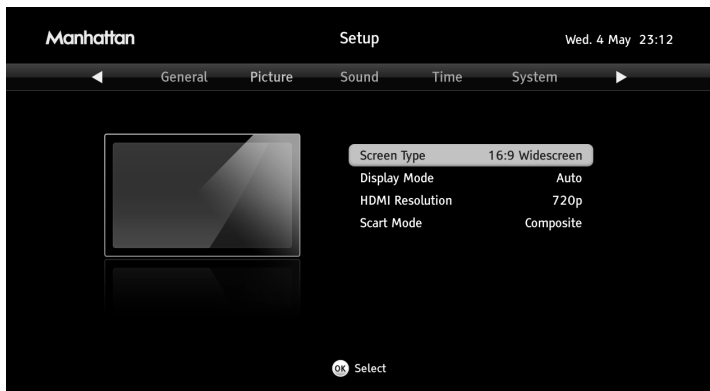 Manhattan Setup Wed. 4 May 23:12
General Picture Sound Time System
Screen Type 16:9 Widescreen
Display Mode Auto
HDMI Resolution 720p
Scart Mode Composite
OK Select